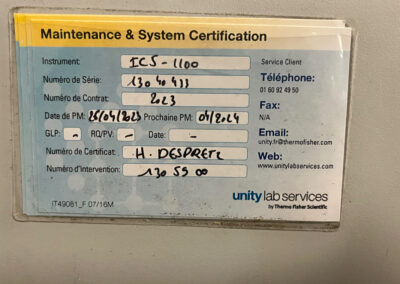 Maintenance & System Certification
Instrument: ICS-1100 Service Client
Numéro de Série: 13040433 Téléphone:
01 60 92 49 50
Numéro de Contrat: 2023 Fax:
Date de PM: 25/04/2023 Prochaine PM: 04/2024 N/A
GLP: - RQ/PV: - Date: - Email:
unity.fr@thermofisher.com
Numéro de Certificat: H. DESPRETZ Web:
Numéro d'intervention: 1305900 www.unitylabservices.com
unity lab services
by Thermo Fisher Scientific
IT49081_F 07/16M